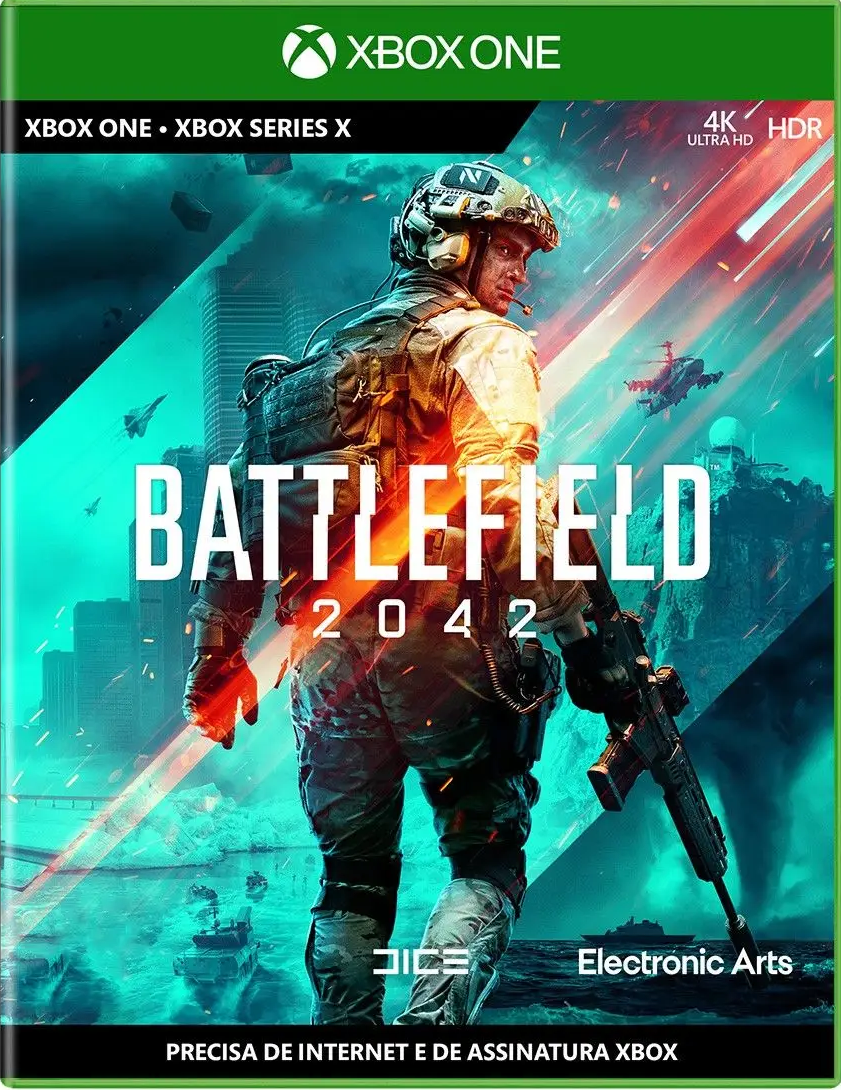 XBOX ONE
XBOX ONE • XBOX SERIES X
4K
ULTRA HD
HDR
BATTLEFIELD™
2042
DICE
Electronic Arts
PRECISA DE INTERNET E DE ASSINATURA XBOX